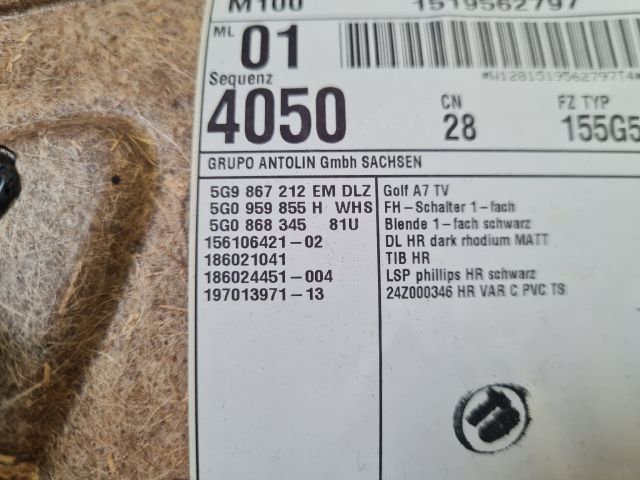 M100 1519562797
ML 01
*W1281519562797T4*
Sequenz
4050 CN 28 FZ TYP 155G5
GRUPO ANTOLIN Gmbh SACHSEN
5G9 867 212 EM DLZ Golf A7 TV
5G0 959 855 H WHS FH-Schalter 1-fach
5G0 868 345 81U Blende 1-fach schwarz
156106421-02 DL HR dark rhodium MATT
186021041 TIB HR
186024451-004 LSP phillips HR schwarz
197013971-13 24Z000346 HR VAR C PVC TS